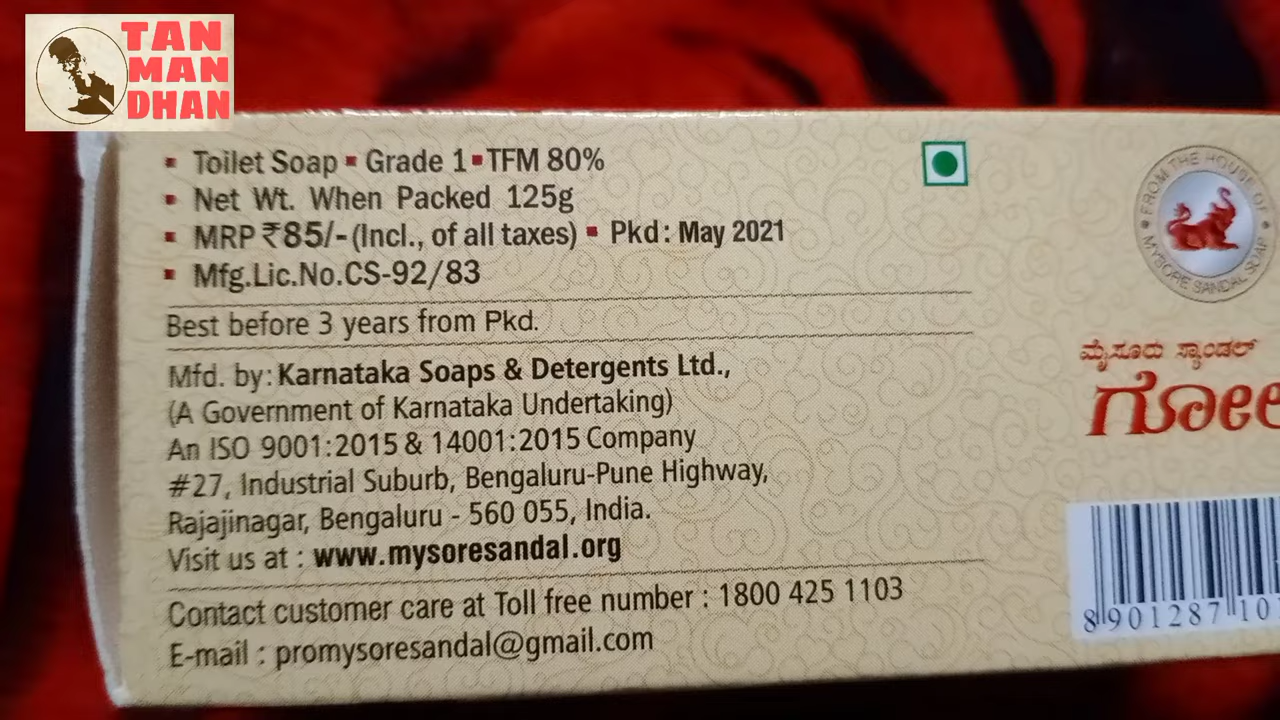 TAN
MAN
DHAN
▪ Toilet Soap ▪ Grade 1 ▪ TFM 80%
▪ Net Wt. When Packed 125g
▪ MRP ₹85/- (Incl., of all taxes) ▪ Pkd : May 2021
▪ Mfg.Lic.No.CS-92/83
Best before 3 years from Pkd.
Mfd. by: Karnataka Soaps & Detergents Ltd.,
(A Government of Karnataka Undertaking)
An ISO 9001:2015 & 14001:2015 Company
#27, Industrial Suburb, Bengaluru-Pune Highway,
Rajajinagar, Bengaluru - 560 055, India.
Visit us at : www.mysoresandal.org
Contact customer care at Toll free number : 1800 425 1103
E-mail : promysoresandal@gmail.com
• FROM THE HOUSE OF •
MYSORE SANDAL SOAP
ಮೈಸೂರು ಸ್ಯಾಂಡಲ್
8 901287 10